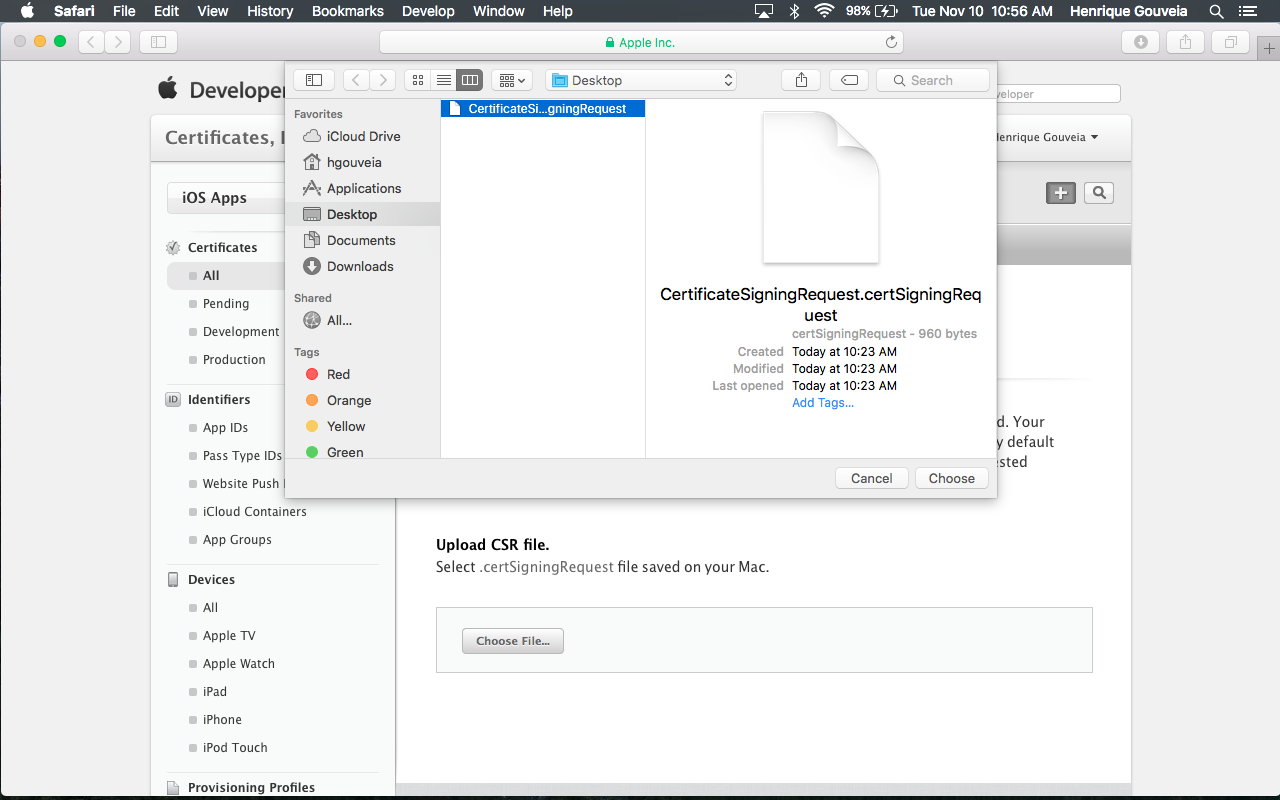 Safari File Edit View History Bookmarks Develop Window Help 98% Tue Nov 10 10:56 AM Henrique Gouveia
Apple Inc.
Developer
Desktop
Search
Certificates,
Henrique Gouveia
iOS Apps
Certificates
All
Pending
Development
Production
ID Identifiers
App IDs
Pass Type IDs
Website Push
iCloud Containers
App Groups
Devices
All
Apple TV
Apple Watch
iPad
iPhone
iPod Touch
Provisioning Profiles
Favorites
iCloud Drive
hgouveia
Applications
Desktop
Documents
Downloads
Shared
All...
Tags
Red
Orange
Yellow
Green
CertificateSi...gningRequest
CertificateSigningRequest.certSigningReq
uest
certSigningRequest - 960 bytes
Created Today at 10:23 AM
Modified Today at 10:23 AM
Last opened Today at 10:23 AM
Add Tags...
Cancel Choose
d. Your
y default
ested
Upload CSR file.
Select .certSigningRequest file saved on your Mac.
Choose File...